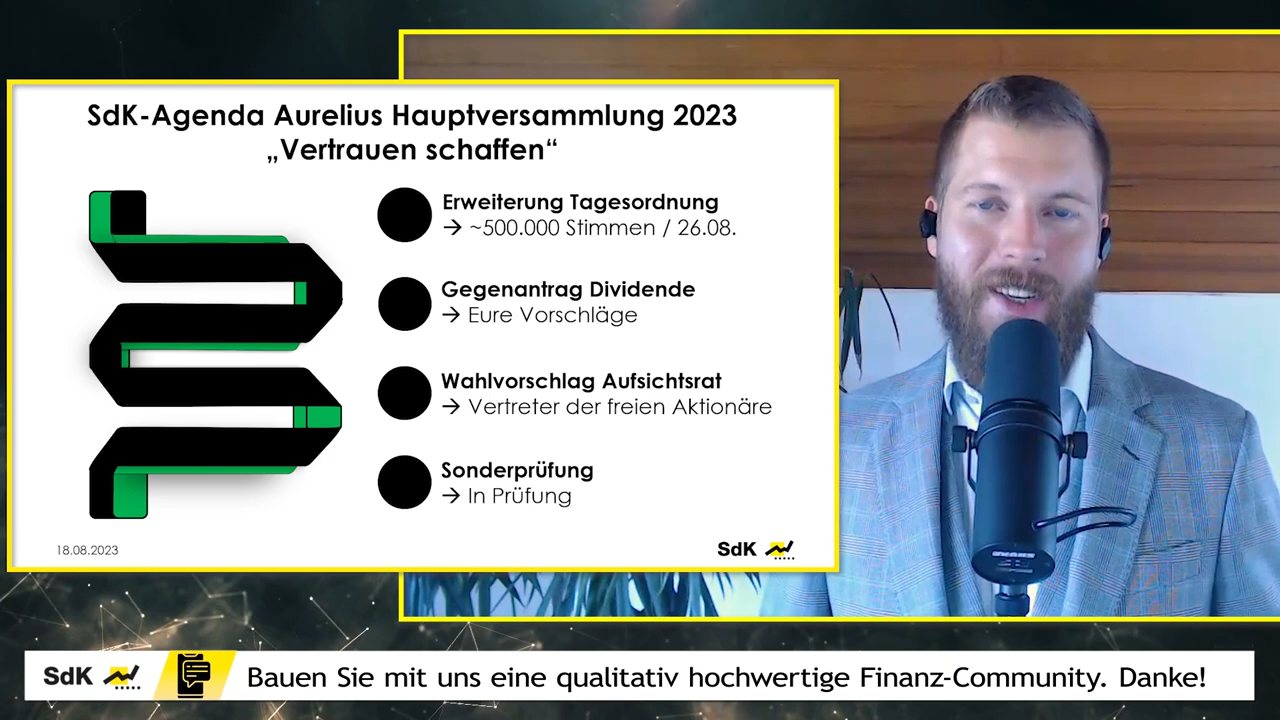 SdK-Agenda Aurelius Hauptversammlung 2023
„Vertrauen schaffen“
Erweiterung Tagesordnung
→ ~500.000 Stimmen / 26.08.
Gegenantrag Dividende
→ Eure Vorschläge
Wahlvorschlag Aufsichtsrat
→ Vertreter der freien Aktionäre
Sonderprüfung
→ In Prüfung
18.08.2023
SdK
SdK
Bauen Sie mit uns eine qualitativ hochwertige Finanz-Community. Danke!